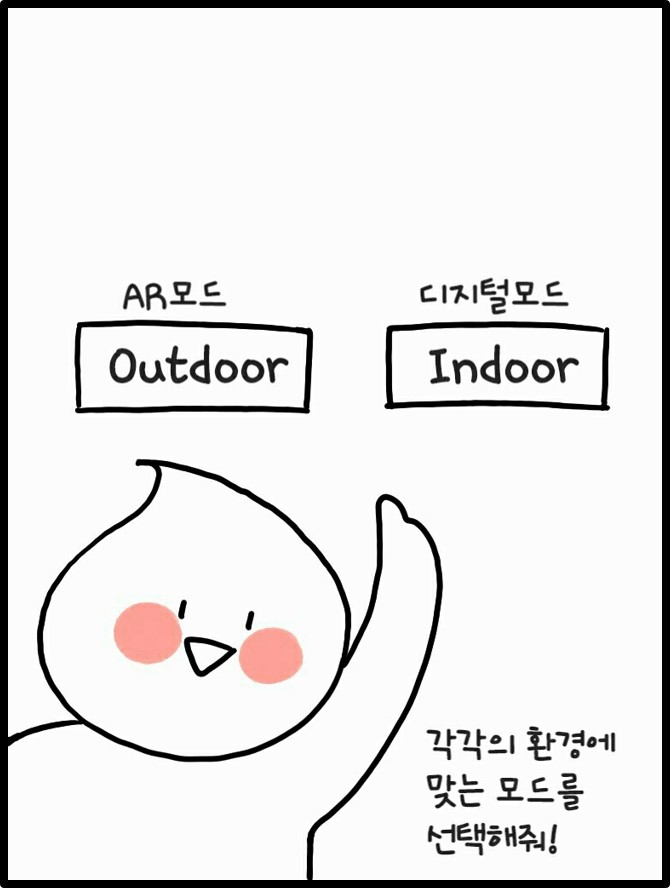 AR모드
디지털모드
Outdoor
Indoor
각각의 환경에
맞는 모드를
선택해줘!